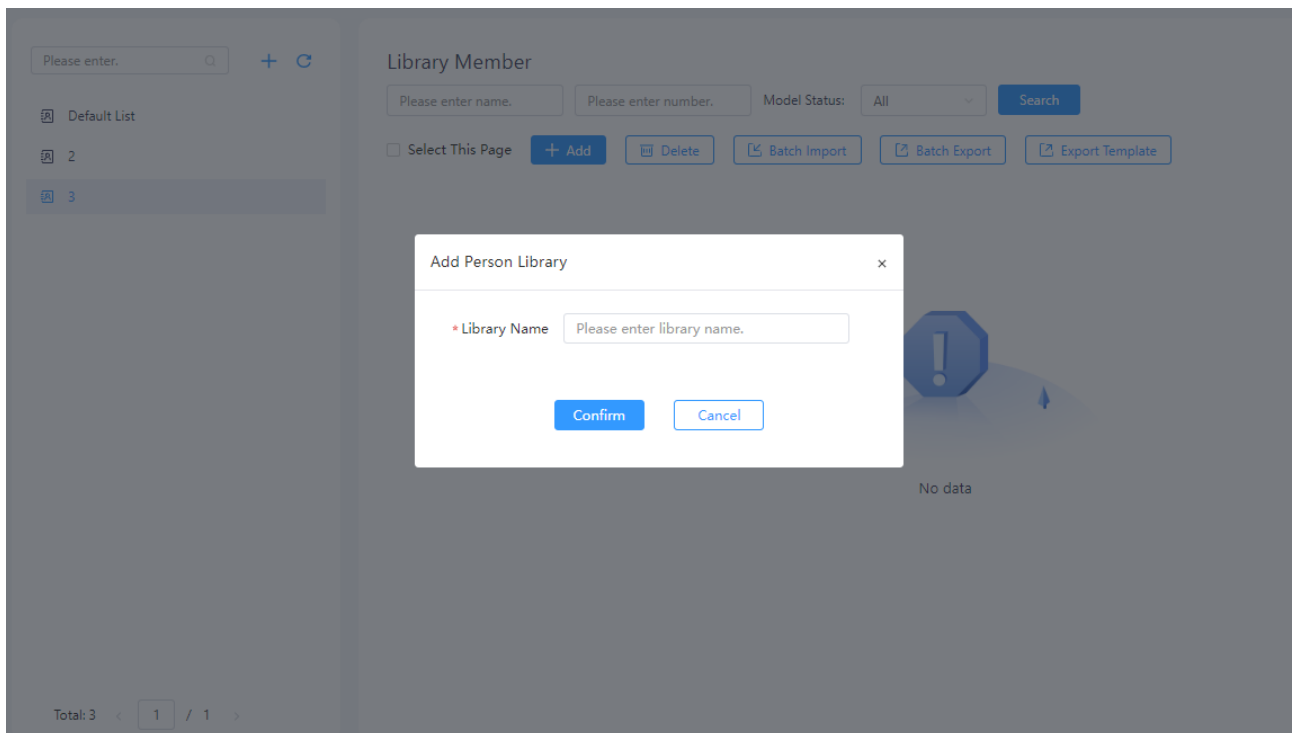 Please enter.
Default List
2
3
Total: 3 < 1 / 1 >
Library Member
Please enter name. Please enter number. Model Status: All Search
Select This Page + Add Delete Batch Import Batch Export Export Template
Add Person Library ×
* Library Name Please enter library name.
Confirm Cancel
No data